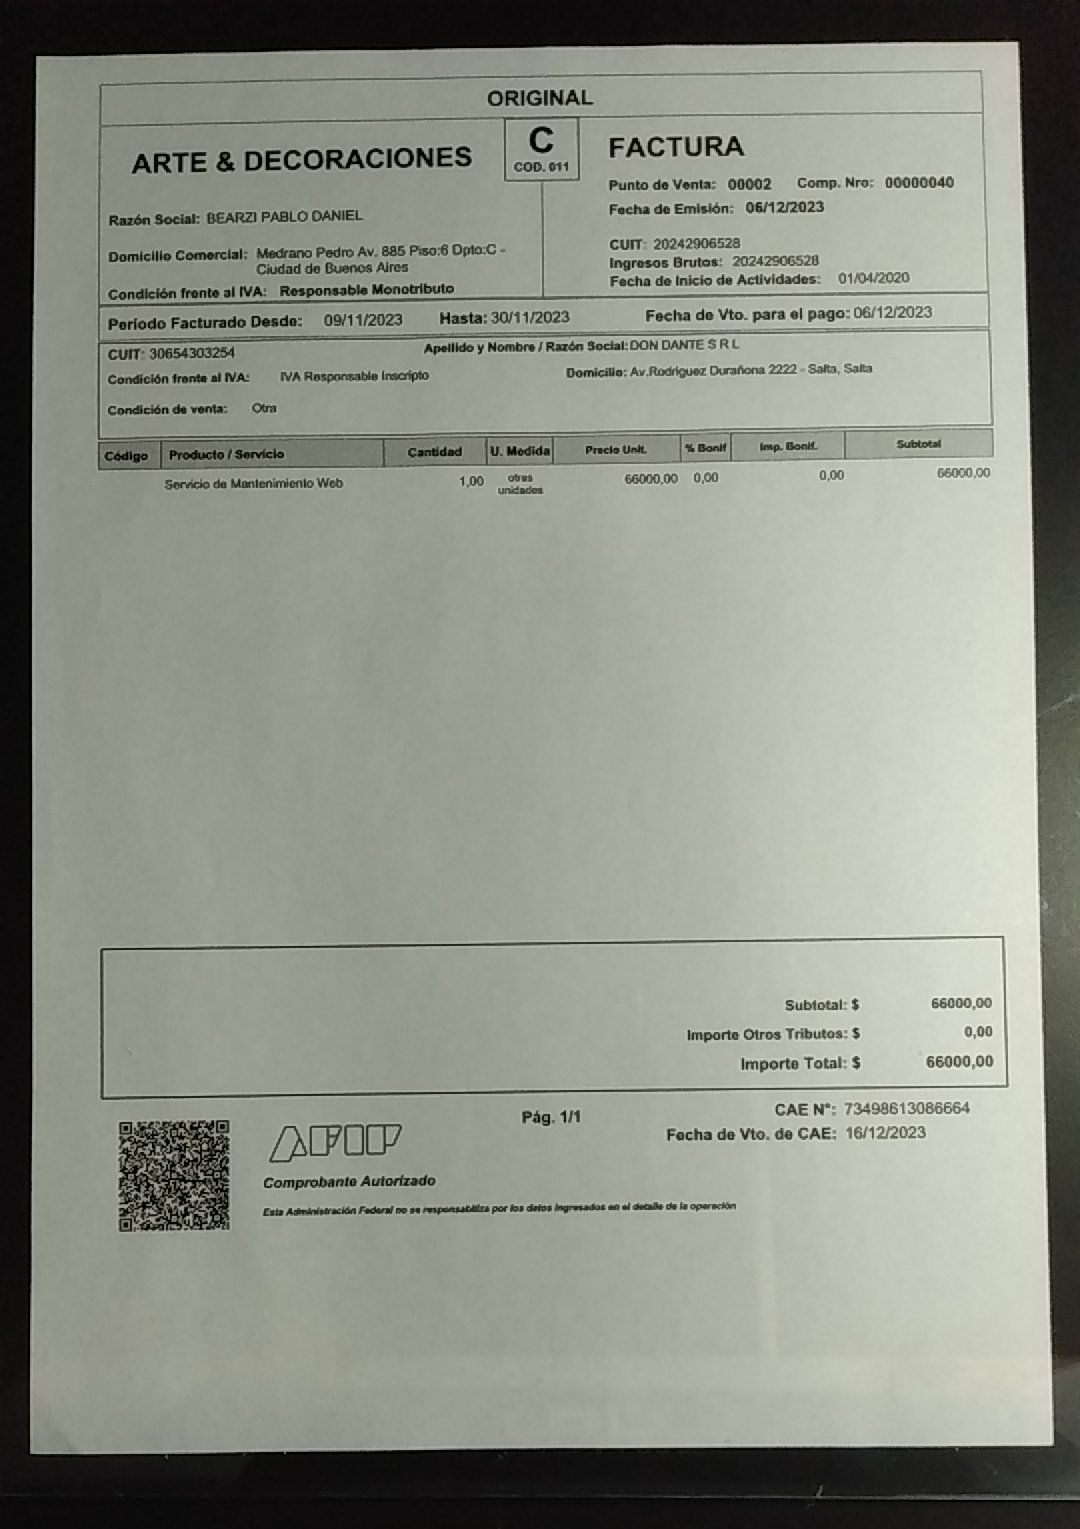 ORIGINAL
ARTE & DECORACIONES
C
COD. 011
FACTURA
Punto de Venta: 00002 Comp. Nro: 00000040
Fecha de Emisión: 06/12/2023
Razón Social: BEARZI PABLO DANIEL
Domicilio Comercial: Medrano Pedro Av. 885 Piso:6 Dpto:C -
Ciudad de Buenos Aires
Condición frente al IVA: Responsable Monotributo
CUIT: 20242906528
Ingresos Brutos: 20242906528
Fecha de Inicio de Actividades: 01/04/2020
Período Facturado Desde: 09/11/2023 Hasta: 30/11/2023 Fecha de Vto. para el pago: 06/12/2023
CUIT: 30654303254 Apellido y Nombre / Razón Social: DON DANTE S R L
Condición frente al IVA: IVA Responsable Inscripto Domicilio: Av.Rodriguez Durañona 2222 - Salta, Salta
Condición de venta: Otra
Código Producto / Servicio Cantidad U. Medida Precio Unit. % Bonif Imp. Bonif. Subtotal
Servicio de Mantenimiento Web 1,00 otras unidades 66000,00 0,00 0,00 66000,00
Subtotal: $ 66000,00
Importe Otros Tributos: $ 0,00
Importe Total: $ 66000,00
Pág. 1/1
CAE N°: 73498613086664
Fecha de Vto. de CAE: 16/12/2023
AFIP
Comprobante Autorizado
Esta Administración Federal no se responsabiliza por los datos ingresados en el detalle de la operación